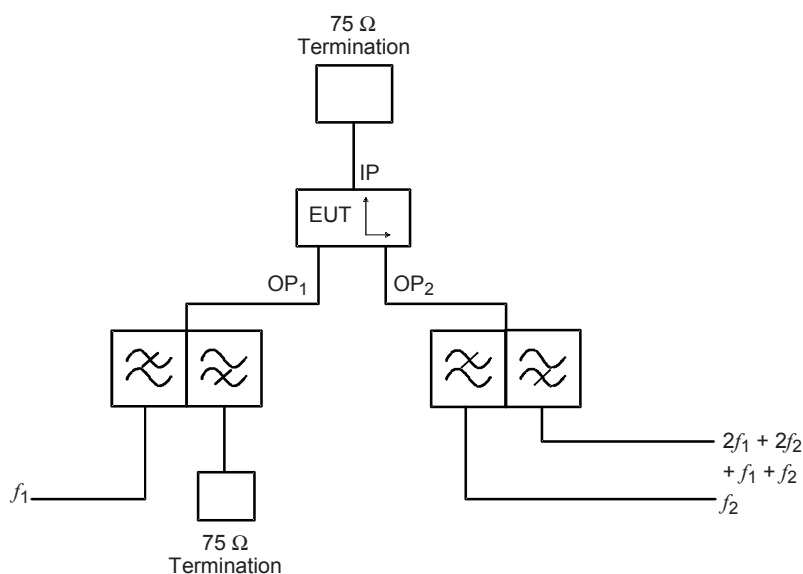 75 Ω
Termination
IP
EUT
OP₁
OP₂
2f₁ + 2f₂
+ f₁ + f₂
f₂
f₁
75 Ω
Termination